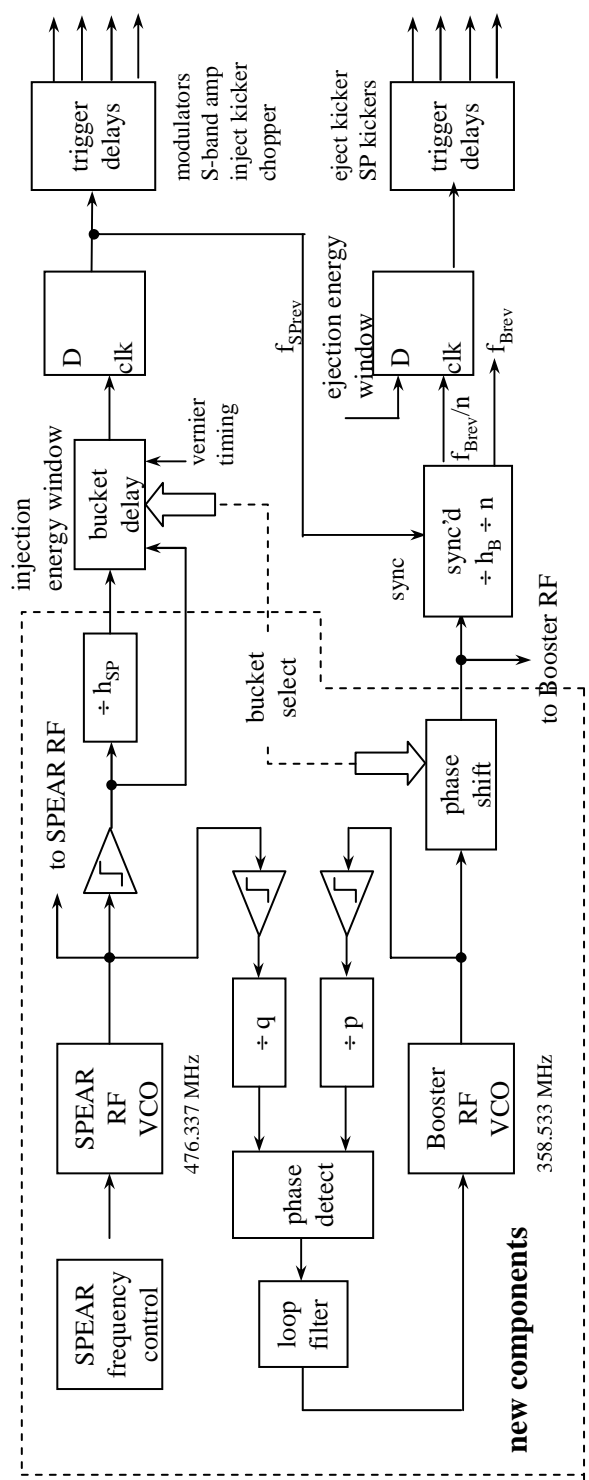 SPEAR
frequency
control
SPEAR
RF
VCO
476.337 MHz
to SPEAR RF
÷ h_SP
injection
energy window
bucket
delay
vernier
timing
D
clk
trigger
delays
modulators
S-band amp
inject kicker
chopper
loop
filter
phase
detect
÷ q
÷ p
bucket
select
f_SPrev
Booster
RF
VCO
358.533 MHz
phase
shift
to Booster RF
sync
sync'd
÷ h_B ÷ n
ejection energy
window
f_Brev/n
f_Brev
D
clk
trigger
delays
eject kicker
SP kickers
new components